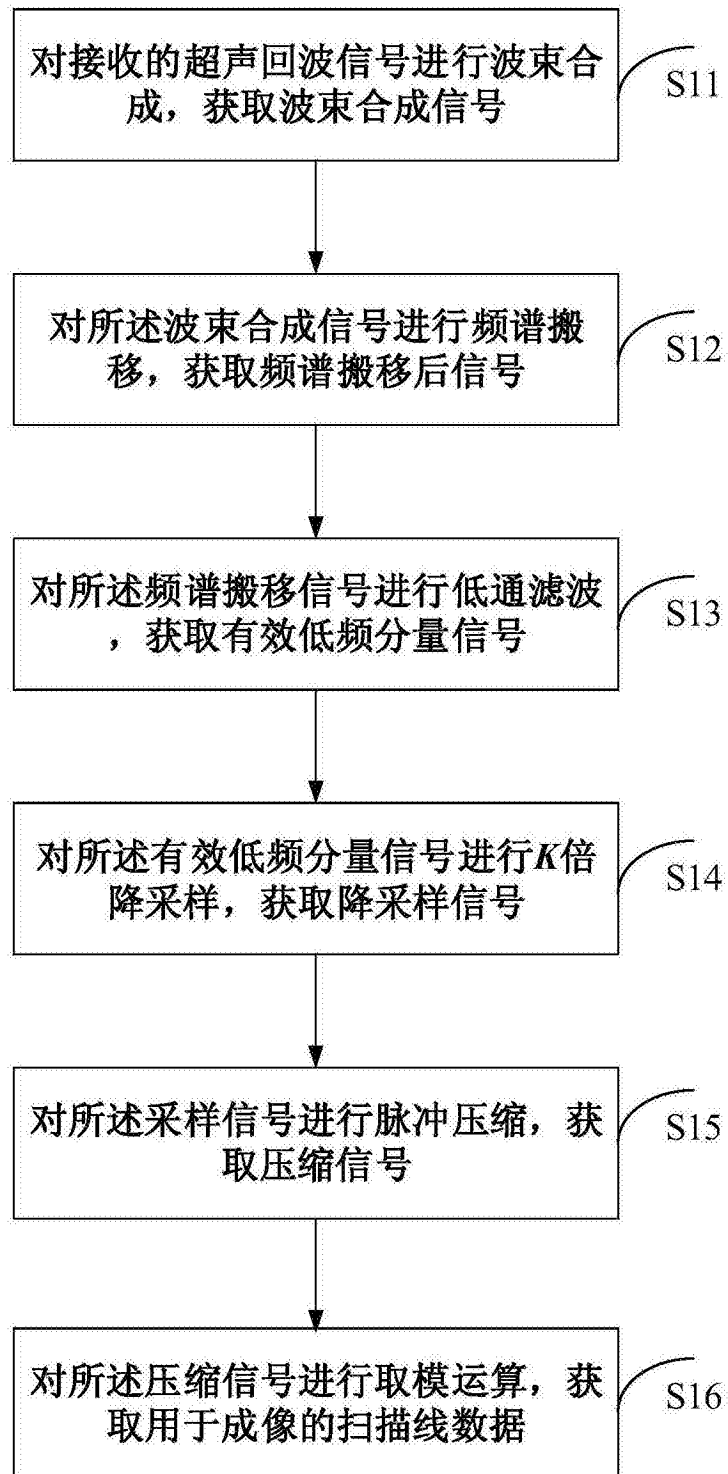 对接收的超声回波信号进行波束合
成，获取波束合成信号
S11
对所述波束合成信号进行频谱搬
移，获取频谱搬移后信号
S12
对所述频谱搬移信号进行低通滤波
，获取有效低频分量信号
S13
对所述有效低频分量信号进行K倍
降采样，获取降采样信号
S14
对所述采样信号进行脉冲压缩，获
取压缩信号
S15
对所述压缩信号进行取模运算，获
取用于成像的扫描线数据
S16